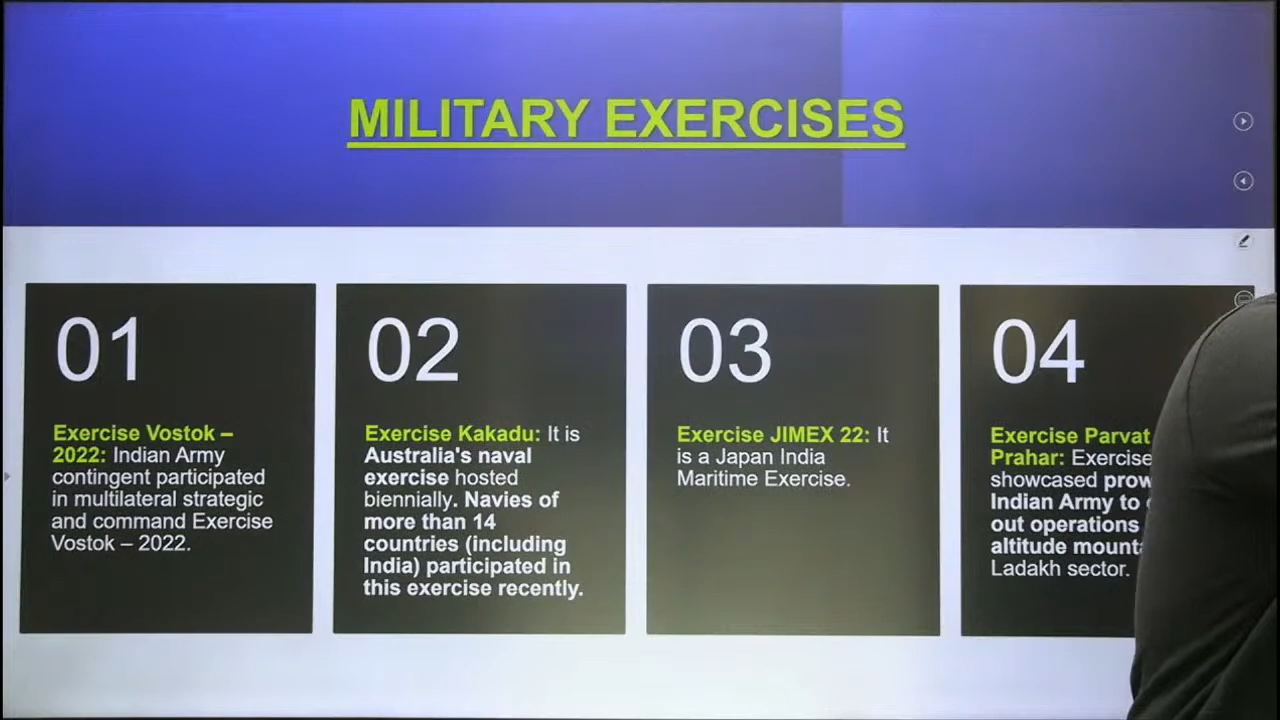 MILITARY EXERCISES
01
Exercise Vostok –
2022: Indian Army
contingent participated
in multilateral strategic
and command Exercise
Vostok – 2022.
02
Exercise Kakadu: It is
Australia's naval
exercise hosted
biennially. Navies of
more than 14
countries (including
India) participated in
this exercise recently.
03
Exercise JIMEX 22: It
is a Japan India
Maritime Exercise.
04
Exercise Parvat
Prahar: Exercise
showcased
Indian Army to
out operations
altitude
Ladakh sector.